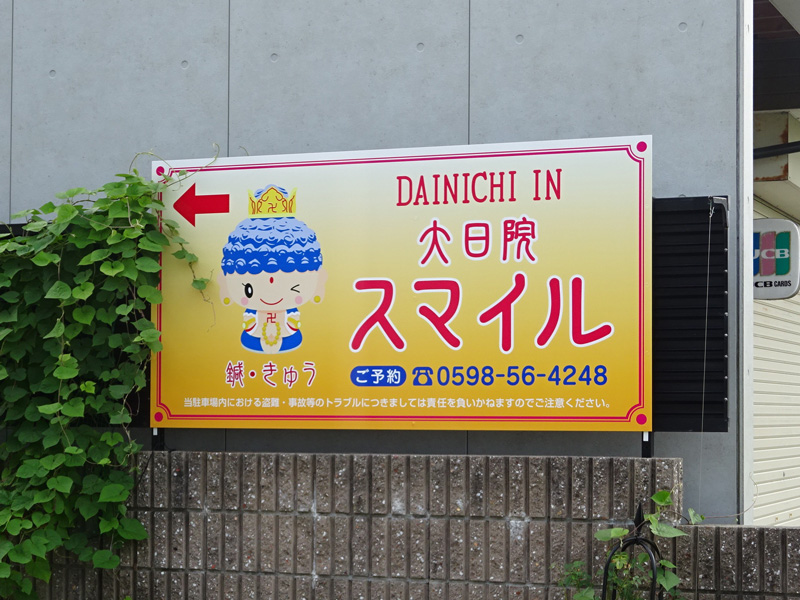 DAINICHI IN
大日院
スマイル
鍼・きゅう
ご予約 ☎0598-56-4248
当駐車場内における盗難・事故等のトラブルにつきましては責任を負いかねますのでご注意ください。
JCB
JCB CARDS